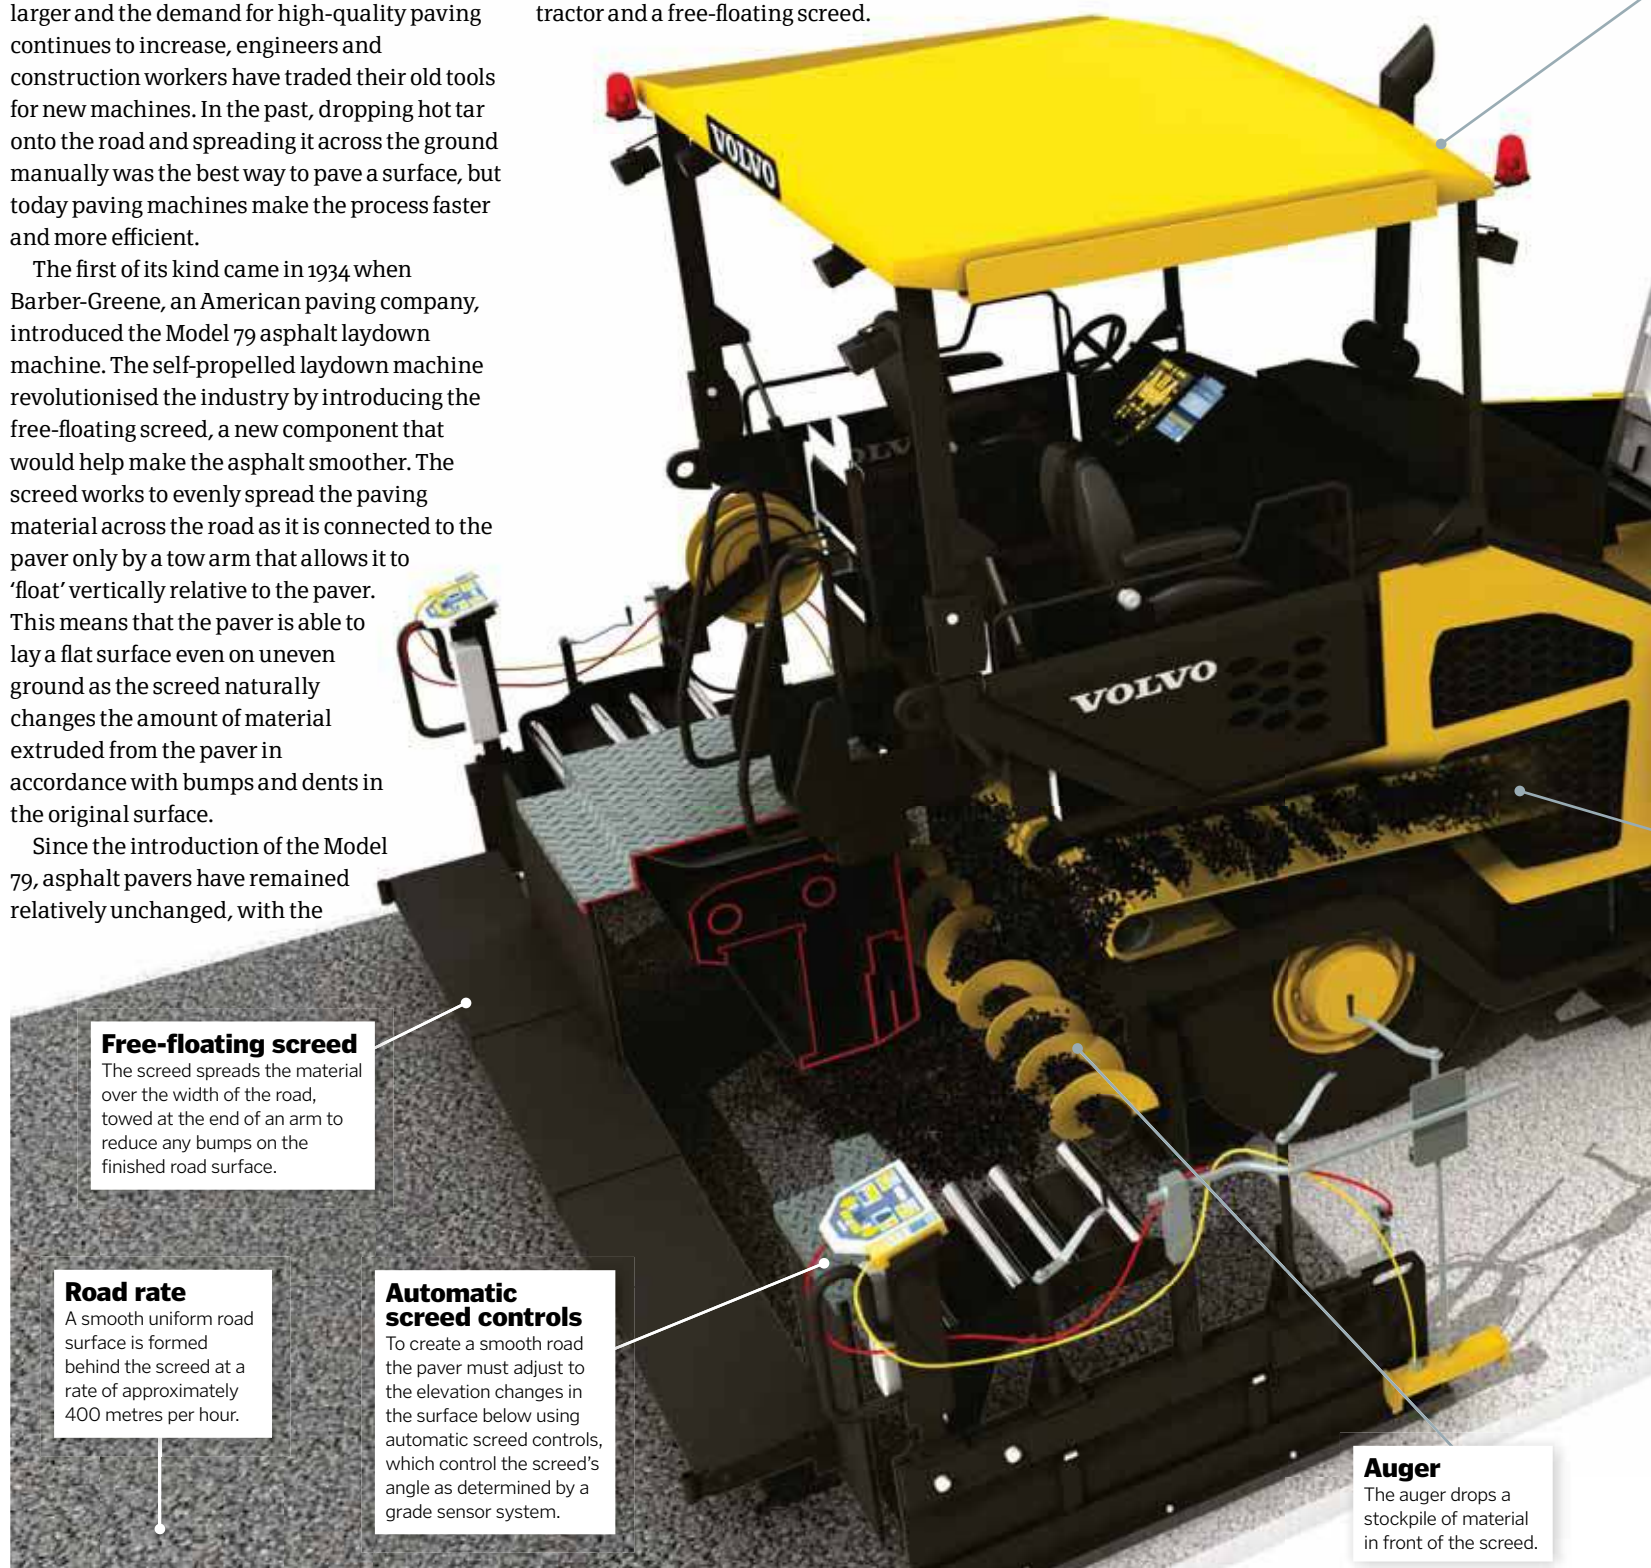 larger and the demand for high-quality paving
continues to increase, engineers and
construction workers have traded their old tools
for new machines. In the past, dropping hot tar
onto the road and spreading it across the ground
manually was the best way to pave a surface, but
today paving machines make the process faster
and more efficient.
The first of its kind came in 1934 when
Barber-Greene, an American paving company,
introduced the Model 79 asphalt laydown
machine. The self-propelled laydown machine
revolutionised the industry by introducing the
free-floating screed, a new component that
would help make the asphalt smoother. The
screed works to evenly spread the paving
material across the road as it is connected to the
paver only by a tow arm that allows it to
‘float’ vertically relative to the paver.
This means that the paver is able to
lay a flat surface even on uneven
ground as the screed naturally
changes the amount of material
extruded from the paver in
accordance with bumps and dents in
the original surface.
Since the introduction of the Model
79, asphalt pavers have remained
relatively unchanged, with the
tractor and a free-floating screed.
VOLVO
VOLVO
VOLVO
Free-floating screed
The screed spreads the material
over the width of the road,
towed at the end of an arm to
reduce any bumps on the
finished road surface.
Road rate
A smooth uniform road
surface is formed
behind the screed at a
rate of approximately
400 metres per hour.
Automatic
screed controls
To create a smooth road
the paver must adjust to
the elevation changes in
the surface below using
automatic screed controls,
which control the screed’s
angle as determined by a
grade sensor system.
Auger
The auger drops a
stockpile of material
in front of the screed.